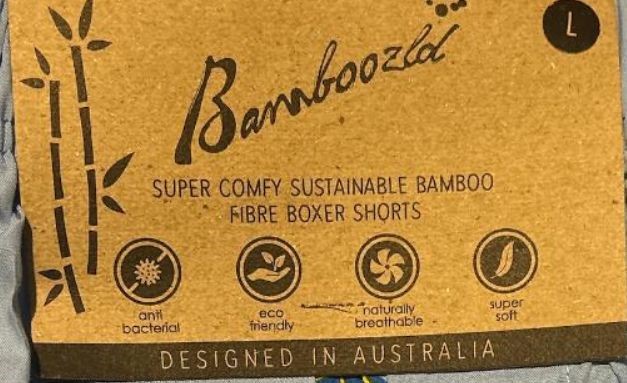 L
Bamboozld
SUPER COMFY SUSTAINABLE BAMBOO
FIBRE BOXER SHORTS
anti
bacterial
eco
friendly
naturally
breathable
super
soft
DESIGNED IN AUSTRALIA